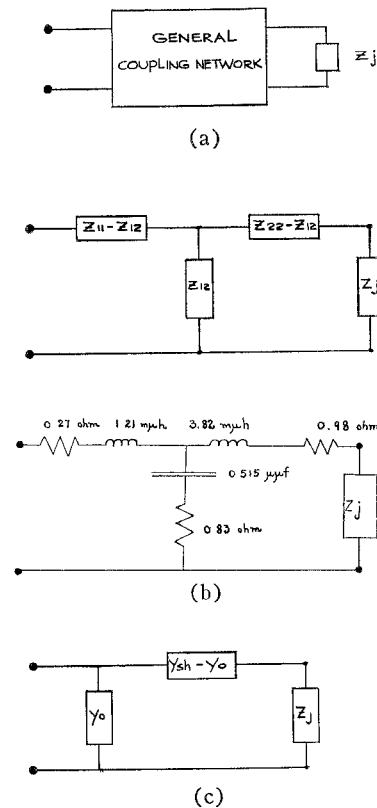 GENERAL
COUPLING NETWORK
Zj
(a)
Z11-Z12
Z22-Z12
Z12
Zj
0.27 ohm
1.21 mμh
3.82 mμh
0.98 ohm
0.515 μμf
0.83 ohm
Zj
(b)
Ysh-Yo
Yo
Zj
(c)